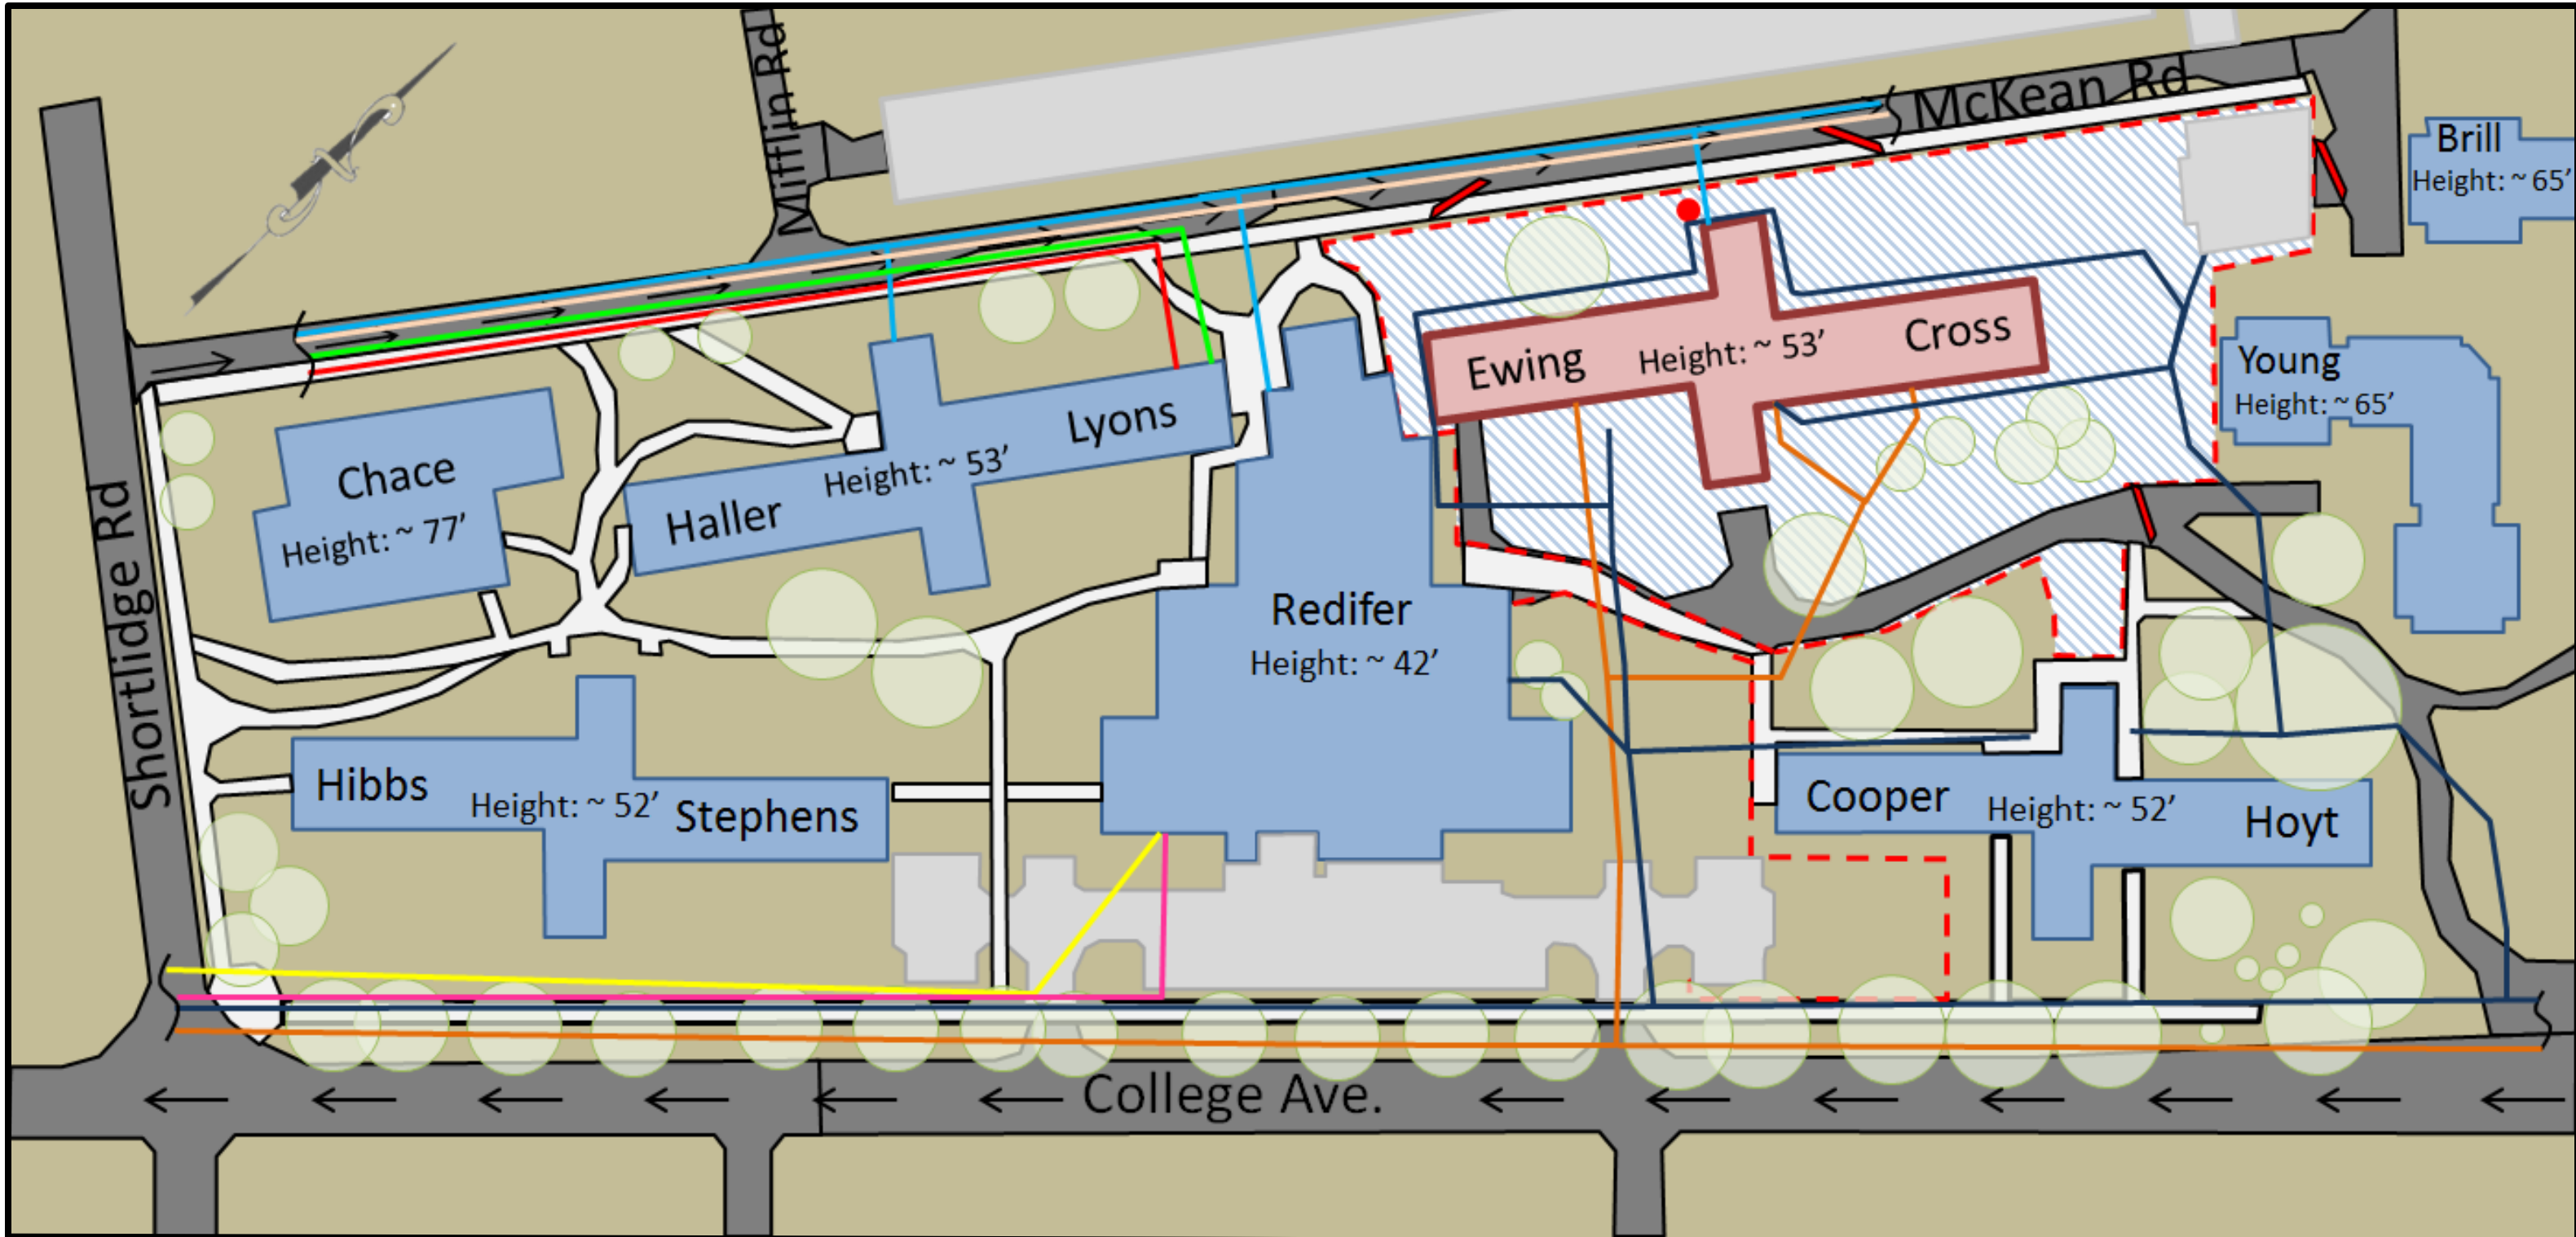 Mifflin Rd
McKean Rd
Brill
Height: ~ 65’
Ewing
Height: ~ 53’
Cross
Young
Height: ~ 65’
Chace
Height: ~ 77’
Haller
Height: ~ 53’
Lyons
Shortlidge Rd
Redifer
Height: ~ 42’
Hibbs
Height: ~ 52’
Stephens
Cooper
Height: ~ 52’
Hoyt
College Ave.